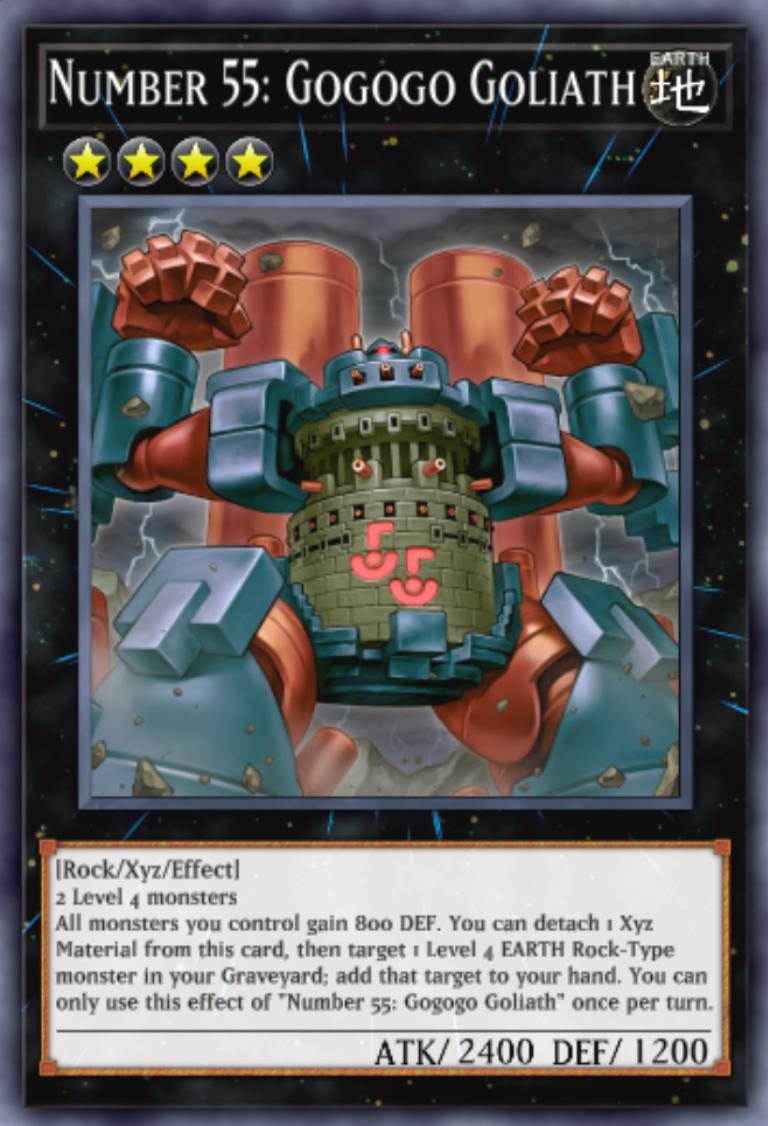 Number 55: Gogogo Goliath
EARTH
地
[Rock/Xyz/Effect]
2 Level 4 monsters
All monsters you control gain 800 DEF. You can detach 1 Xyz
Material from this card, then target 1 Level 4 EARTH Rock-Type
monster in your Graveyard; add that target to your hand. You can
only use this effect of "Number 55: Gogogo Goliath" once per turn.
ATK/ 2400 DEF/ 1200